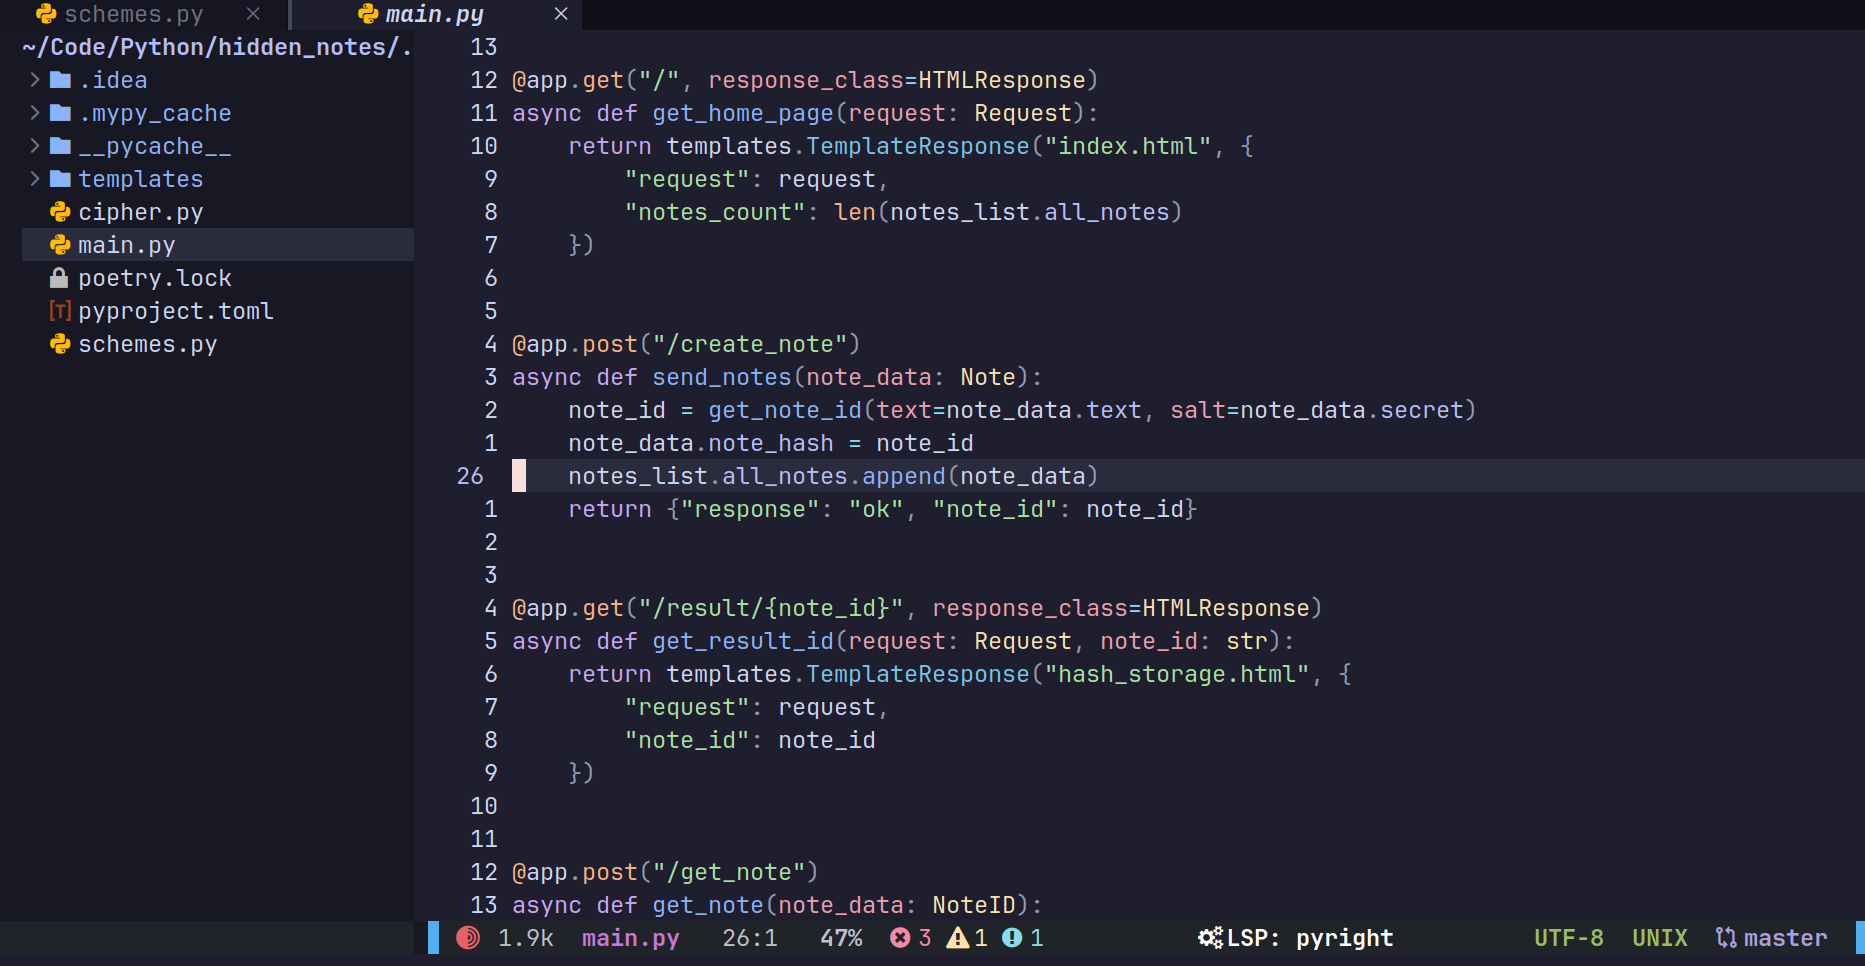 schemes.py × main.py ×
~/Code/Python/hidden_notes/.
.idea
.mypy_cache
__pycache__
templates
cipher.py
main.py
poetry.lock
[T] pyproject.toml
schemes.py
13
12 @app.get("/", response_class=HTMLResponse)
11 async def get_home_page(request: Request):
10     return templates.TemplateResponse("index.html", {
9         "request": request,
8         "notes_count": len(notes_list.all_notes)
7     })
6
5
4 @app.post("/create_note")
3 async def send_notes(note_data: Note):
2     note_id = get_note_id(text=note_data.text, salt=note_data.secret)
1     note_data.note_hash = note_id
26     notes_list.all_notes.append(note_data)
1     return {"response": "ok", "note_id": note_id}
2
3
4 @app.get("/result/{note_id}", response_class=HTMLResponse)
5 async def get_result_id(request: Request, note_id: str):
6     return templates.TemplateResponse("hash_storage.html", {
7         "request": request,
8         "note_id": note_id
9     })
10
11
12 @app.post("/get_note")
13 async def get_note(note_data: NoteID):
1.9k main.py 26:1 47% 3 1 1 LSP: pyright UTF-8 UNIX master